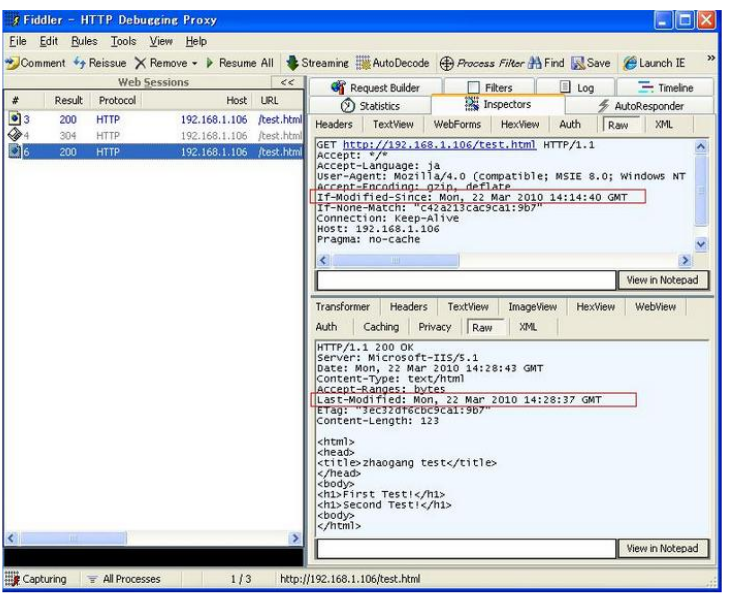 Fiddler - HTTP Debugging Proxy
File Edit Rules Tools View Help
Comment Reissue Remove Resume All Streaming AutoDecode Process Filter Find Save Launch IE »
Web Sessions <<
# Result Protocol Host URL
3 200 HTTP 192.168.1.106 /test.html
4 304 HTTP 192.168.1.106 /test.html
6 200 HTTP 192.168.1.106 /test.html
Request Builder Filters Log Timeline
Statistics Inspectors AutoResponder
Headers TextView WebForms HexView Auth Raw XML
GET http://192.168.1.106/test.html HTTP/1.1
Accept: */*
Accept-Language: ja
User-Agent: Mozilla/4.0 (compatible; MSIE 8.0; Windows NT
Accept-Encoding: gzip, deflate
If-Modified-Since: Mon, 22 Mar 2010 14:14:40 GMT
If-None-Match: "c42a213cac9ca1:9b7"
Connection: Keep-Alive
Host: 192.168.1.106
Pragma: no-cache
View in Notepad
Transformer Headers TextView ImageView HexView WebView
Auth Caching Privacy Raw XML
HTTP/1.1 200 OK
Server: Microsoft-IIS/5.1
Date: Mon, 22 Mar 2010 14:28:43 GMT
Content-Type: text/html
Accept-Ranges: bytes
Last-Modified: Mon, 22 Mar 2010 14:28:37 GMT
ETag: "3ec32df6cbc9ca1:9b7"
Content-Length: 123
<html>
<head>
<title>zhaogang test</title>
</head>
<body>
<h1>First Test!</h1>
<h1>Second Test!</h1>
<body>
</html>
View in Notepad
Capturing All Processes 1 / 3 http://192.168.1.106/test.html